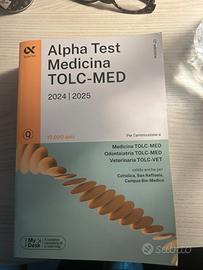 Alpha Test
Medicina
TOLC-MED
2024 | 2025
10.000 quiz
Per l'ammissione a
Medicina TOLC-MED
Odontoiatria TOLC-MED
Veterinaria TOLC-VET
valido anche per
Cattolica, San Raffaele,
Campus Bio-Medico
My
Desk
subito